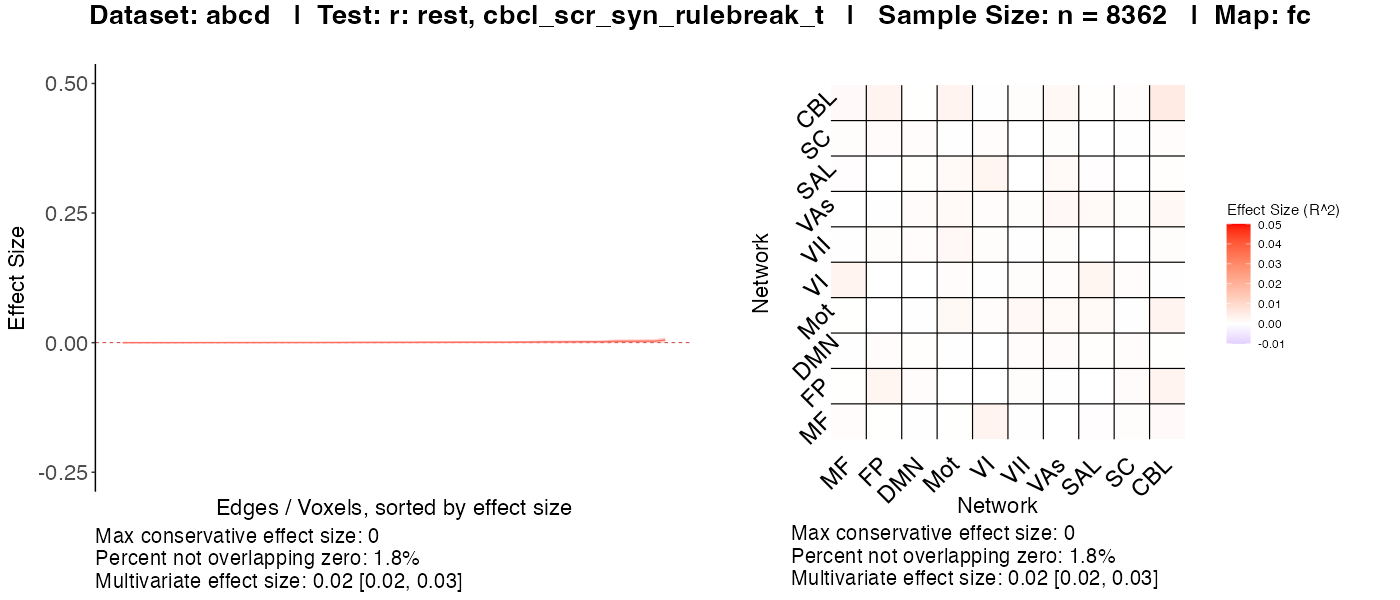 Dataset: abcd | Test: r: rest, cbcl_scr_syn_rulebreak_t | Sample Size: n = 8362 | Map: fc
Effect Size
0.50
0.25
0.00
-0.25
Edges / Voxels, sorted by effect size
Max conservative effect size: 0
Percent not overlapping zero: 1.8%
Multivariate effect size: 0.02 [0.02, 0.03]
Network
CBL
SC
SAL
VAs
VII
VI
Mot
DMN
FP
MF
MF FP DMN Mot VI VII VAs SAL SC CBL
Network
Max conservative effect size: 0
Percent not overlapping zero: 1.8%
Multivariate effect size: 0.02 [0.02, 0.03]
Effect Size (R^2)
0.05
0.04
0.03
0.02
0.01
0.00
-0.01